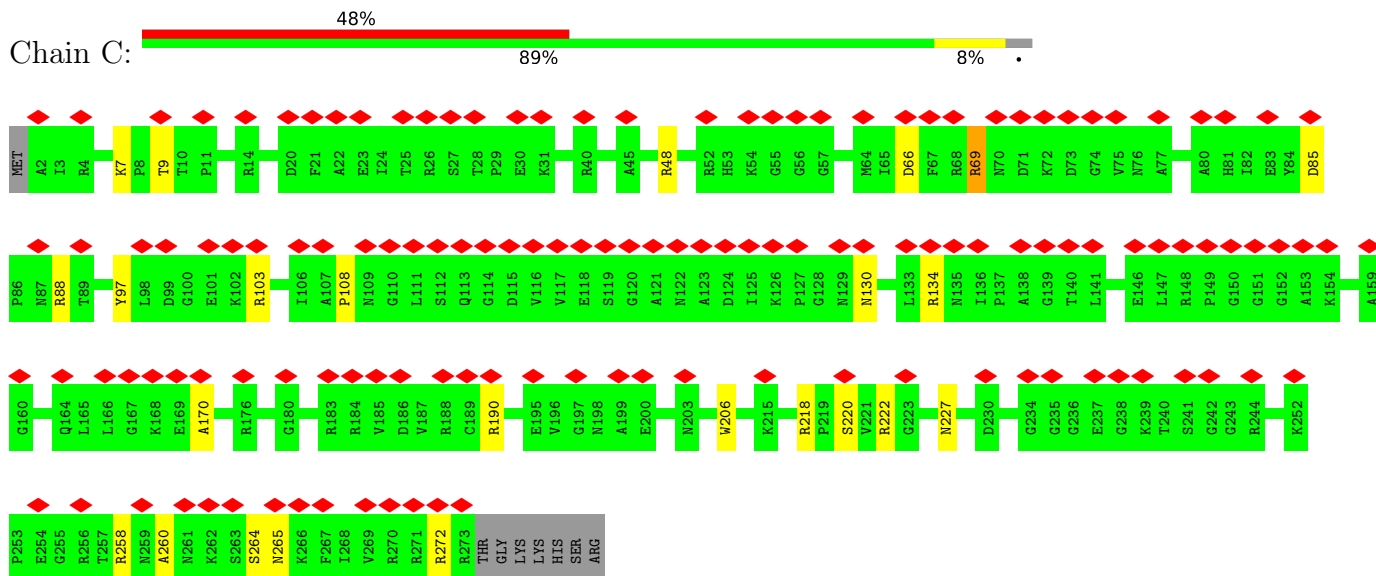 48%
Chain C:
89% 8% .
MET A2 I3 R4 K7 P8 T9 T10 P11 R14 D20 F21 A22 E23 I24 T25 R26 S27 T28 P29 E30 K31 R40 A45 R48 R52 H53 K54 G55 G56 G57 M64 I65 D66 F67 R68 R69 N70 D71 K72 D73 G74 V75 N76 A77 A80 H81 I82 E83 Y84 D85
P86 N87 R88 T89 Y97 L98 D99 G100 E101 K102 R103 I106 A107 P108 N109 G110 L111 S112 Q113 G114 D115 V116 V117 E118 S119 G120 A121 N122 A123 D124 I125 K126 P127 G128 N129 N130 L133 R134 N135 I136 P137 A138 G139 T140 L141 E146 L147 R148 P149 G150 G151 G152 A153 K154 A159
G160 Q164 L165 L166 G167 K168 E169 A170 R176 G180 R183 R184 V185 D186 V187 R188 C189 R190 E195 V196 G197 N198 A199 E200 N203 W206 K215 R218 P219 S220 V221 R222 G223 N227 D230 G234 G235 G236 E237 G238 K239 T240 S241 G242 G243 R244 K252
P253 E254 G255 R256 T257 R258 N259 A260 N261 K262 S263 S264 N265 K266 F267 I268 V269 R270 R271 R272 R273 THR GLY LYS LYS HIS SER ARG